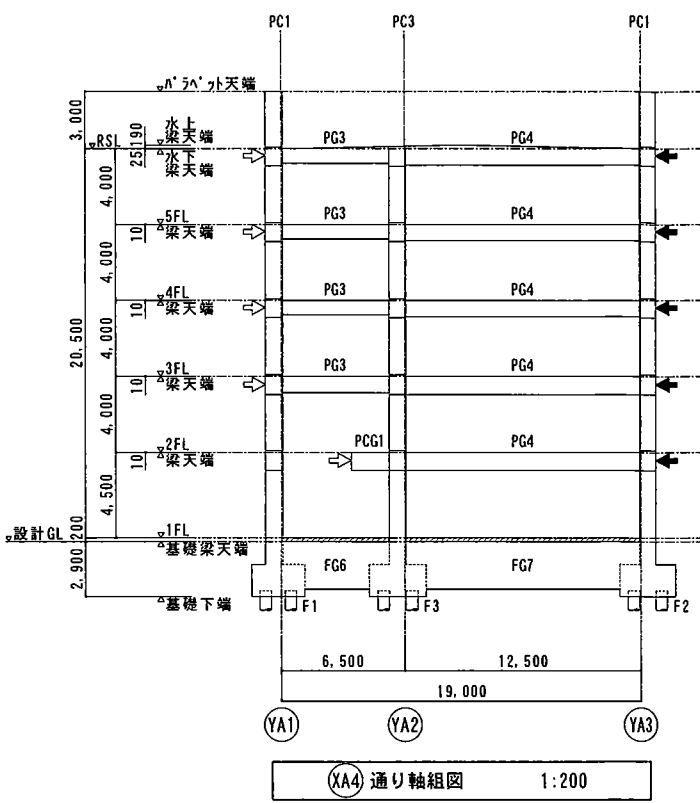 PC1 PC3 PC1
パラペット天端
3,000
水上
梁天端
190
RSL
25
水下
梁天端
PG3 PG4
4,000
5FL
梁天端
10
PG3 PG4
4,000
4FL
梁天端
10
PG3 PG4
20,500
4,000
3FL
梁天端
10
PG3 PG4
4,000
2FL
梁天端
10
PCG1 PG4
4,500
設計GL
200
1FL
基礎梁天端
2,900
FG6 FG7
基礎下端
F1 F3 F2
6,500 12,500
19,000
YA1 YA2 YA3
XA4 通り軸組図 1:200